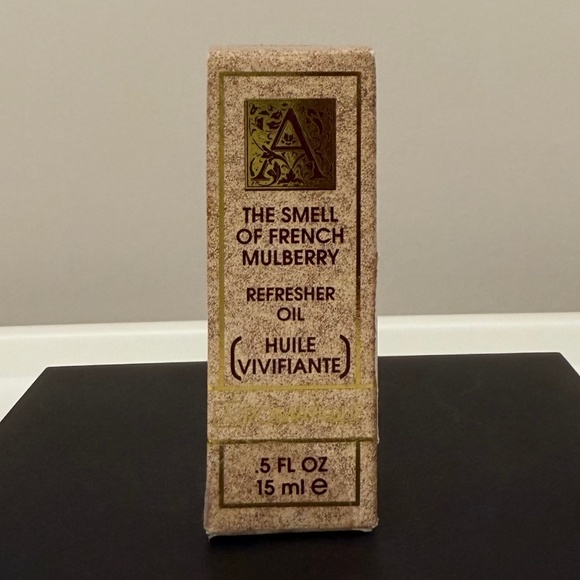 A
THE SMELL
OF FRENCH
MULBERRY
REFRESHER
OIL
(HUILE
VIVIFIANTE)
.5 FL OZ
15 ml e